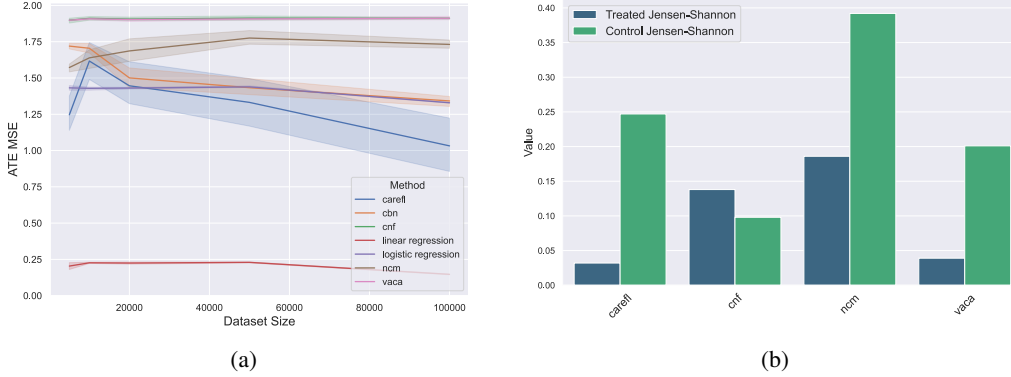 2.00
1.75
1.50
1.25
1.00
0.75
0.50
0.25
0.00
ATE MSE
20000 40000 60000 80000 100000
Dataset Size
Method
carefl
cbn
cnf
linear regression
logistic regression
ncm
vaca
(a)
Treated Jensen-Shannon
Control Jensen-Shannon
0.40
0.35
0.30
0.25
0.20
0.15
0.10
0.05
0.00
Value
carefl
cnf
ncm
vaca
(b)